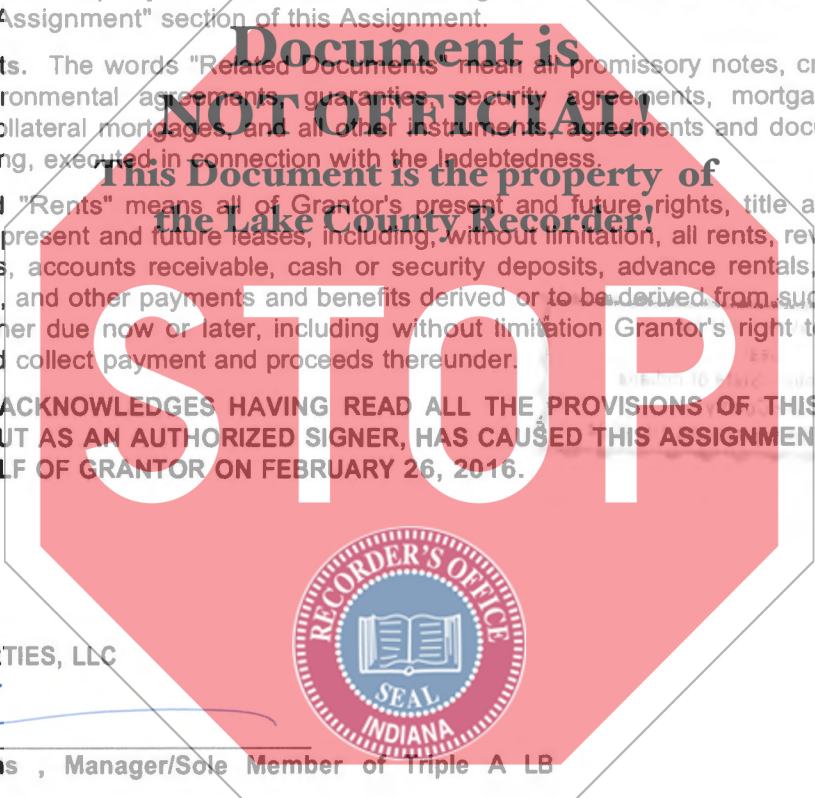 Assignment" section of this Assignment.
Document is
ts. The words "Related Documents" mean all promissory notes, cr
ronmental agreements, guaranties, security agreements, mortga
NOT OFFICIAL!
ollateral mortgages, and all other instruments, agreements and docu
ng, executed in connection with the Indebtedness.
This Document is the property of
d "Rents" means all of Grantor's present and future rights, title a
the Lake County Recorder!
present and future leases, including, without limitation, all rents, rev
s, accounts receivable, cash or security deposits, advance rentals,
, and other payments and benefits derived or to be derived from suc
her due now or later, including without limitation Grantor's right to
d collect payment and proceeds thereunder.
STOP
ACKNOWLEDGES HAVING READ ALL THE PROVISIONS OF THIS
UT AS AN AUTHORIZED SIGNER, HAS CAUSED THIS ASSIGNMEN
LF OF GRANTOR ON FEBRUARY 26, 2016.
RECORDER'S OFFICE
SEAL
INDIANA
TIES, LLC
ns , Manager/Sole Member of Triple A LB